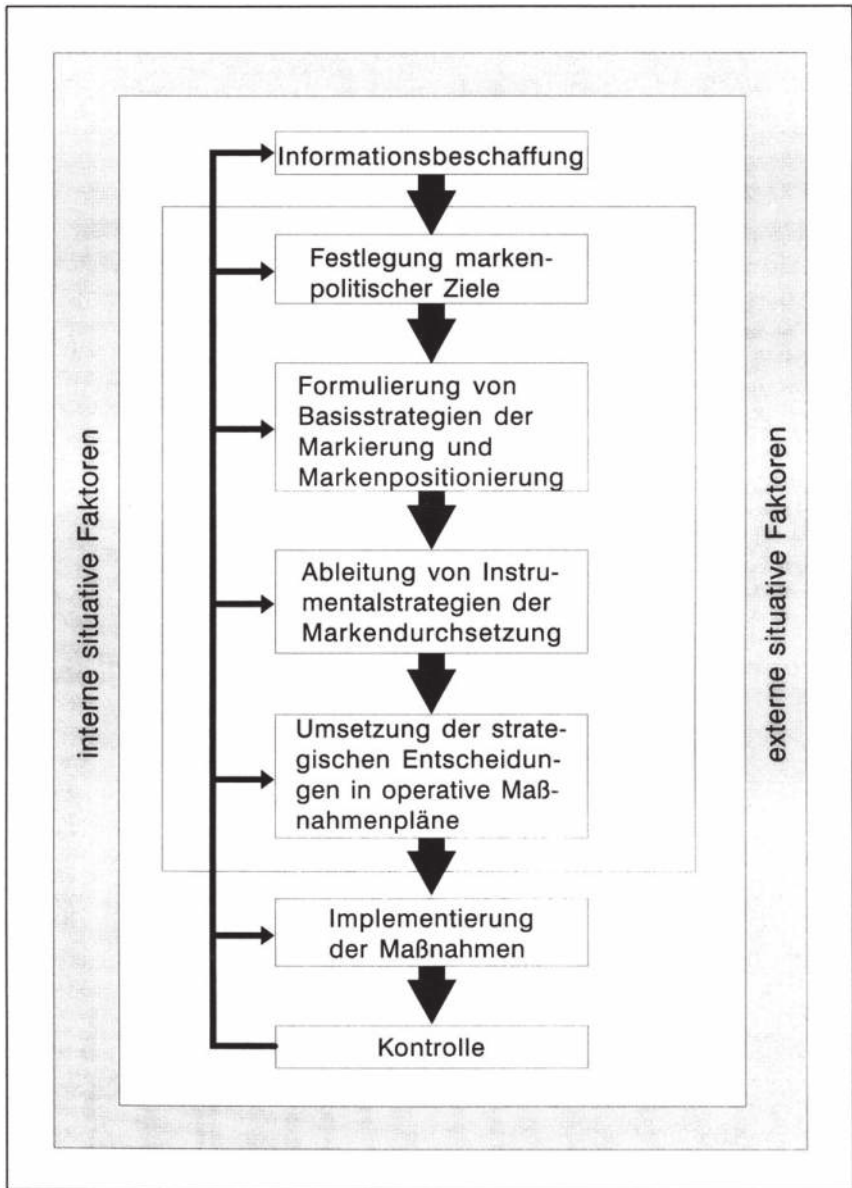 Informationsbeschaffung
Festlegung marken-
politischer Ziele
Formulierung von
Basisstrategien der
Markierung und
Markenpositionierung
Ableitung von Instru-
mentalstrategien der
Markendurchsetzung
Umsetzung der strate-
gischen Entscheidun-
gen in operative Maß-
nahmenpläne
Implementierung
der Maßnahmen
Kontrolle
interne situative Faktoren
externe situative Faktoren